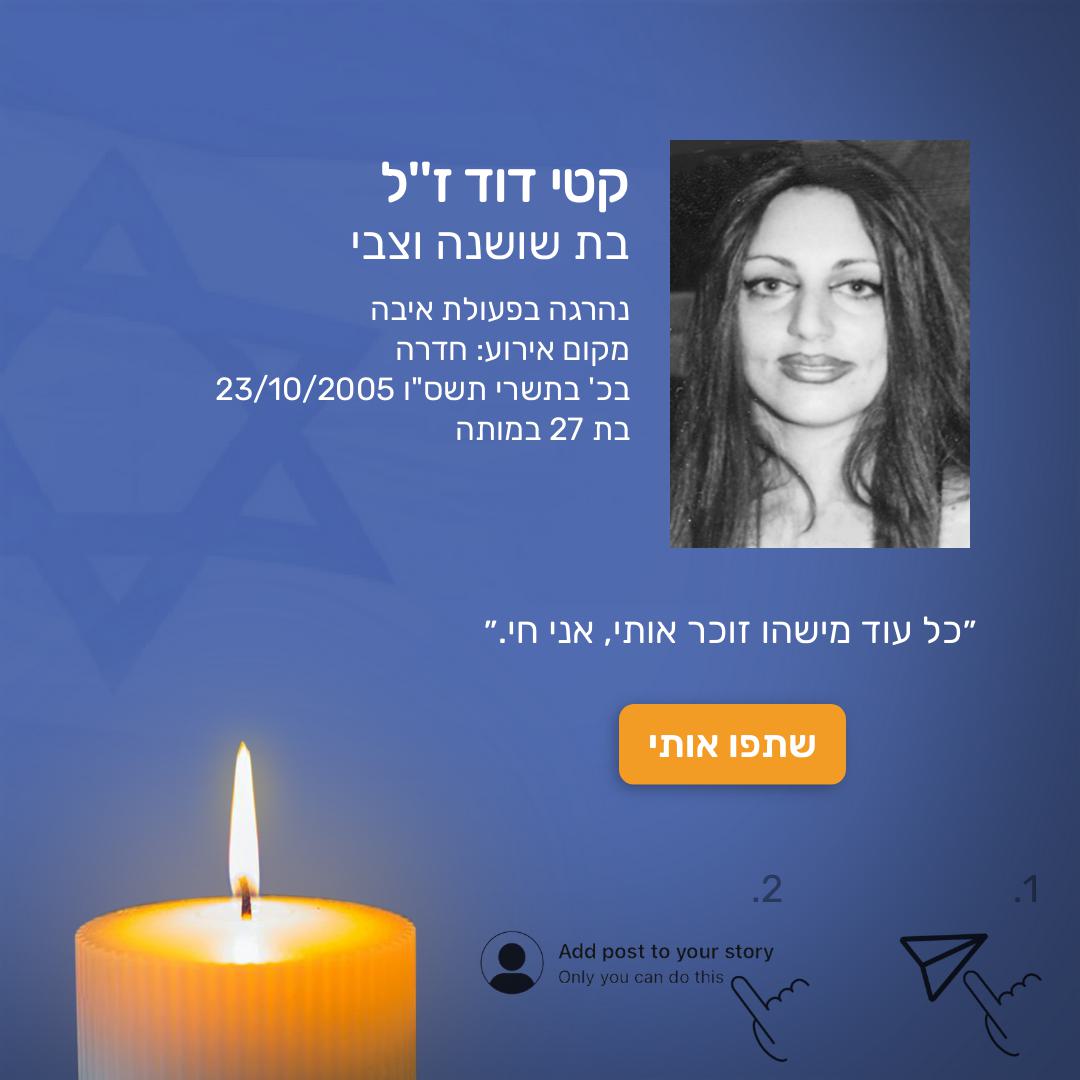 קטי דוד ז"ל
בת שושנה וצבי
נהרגה בפעולת איבה
מקום אירוע: חדרה
בכ' בתשרי תשס"ו 23/10/2005
בת 27 במותה
״כל עוד מישהו זוכר אותי, אני חי.״
שתפו אותי
1.
2.
Add post to your story
Only you can do this